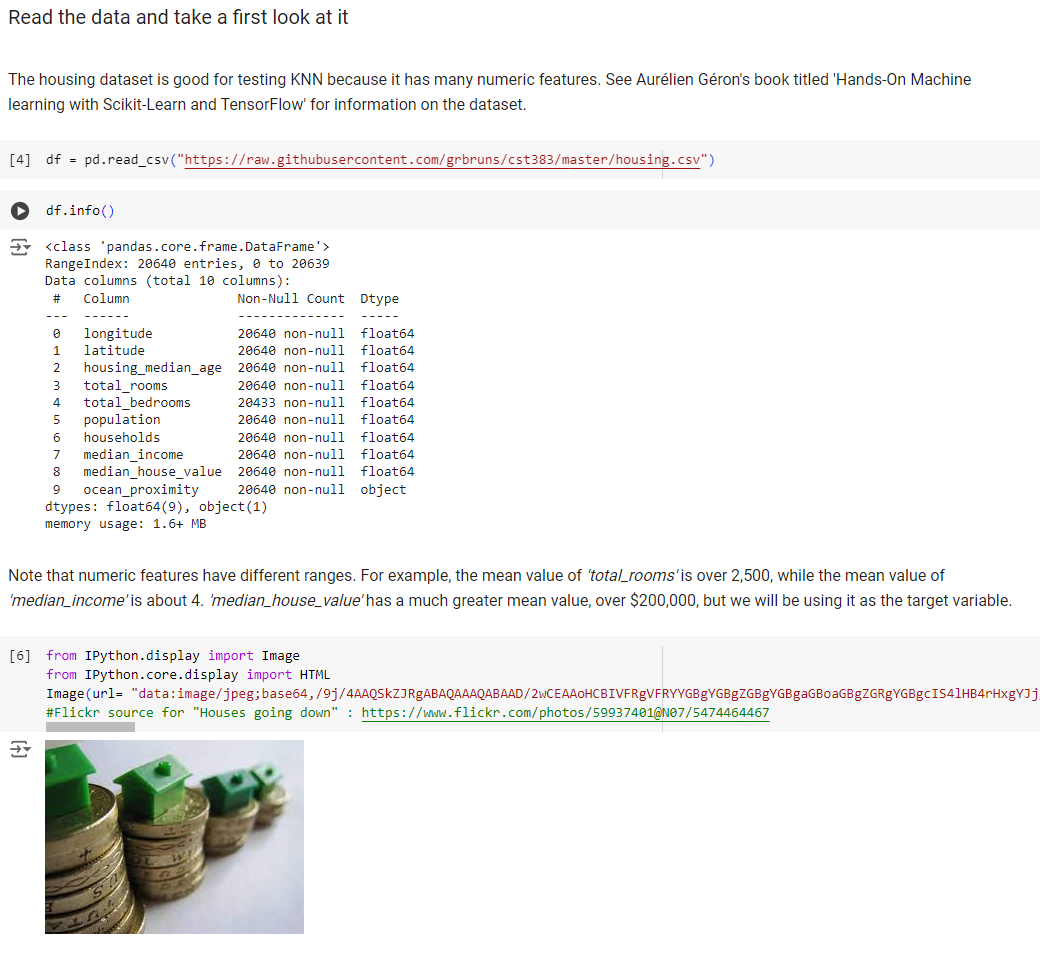 Read the data and take a first look at it
The housing dataset is good for testing KNN because it has many numeric features. See Aurélien Géron's book titled 'Hands-On Machine
learning with Scikit-Learn and TensorFlow' for information on the dataset.
[4] df = pd.read_csv("https://raw.githubusercontent.com/grbruns/cst383/master/housing.csv")
df.info()
<class 'pandas.core.frame.DataFrame'>
RangeIndex: 20640 entries, 0 to 20639
Data columns (total 10 columns):
 #   Column              Non-Null Count  Dtype
---  ------              --------------  -----
 0   longitude           20640 non-null  float64
 1   latitude            20640 non-null  float64
 2   housing_median_age  20640 non-null  float64
 3   total_rooms         20640 non-null  float64
 4   total_bedrooms      20433 non-null  float64
 5   population          20640 non-null  float64
 6   households          20640 non-null  float64
 7   median_income       20640 non-null  float64
 8   median_house_value  20640 non-null  float64
 9   ocean_proximity     20640 non-null  object
dtypes: float64(9), object(1)
memory usage: 1.6+ MB
Note that numeric features have different ranges. For example, the mean value of 'total_rooms' is over 2,500, while the mean value of
'median_income' is about 4. 'median_house_value' has a much greater mean value, over $200,000, but we will be using it as the target variable.
[6] from IPython.display import Image
from IPython.core.display import HTML
Image(url= "data:image/jpeg;base64,/9j/4AAQSkZJRgABAQAAAQABAAD/2wCEAAoHCBIVFRgVFRYYGBgYGBgZGBgYGBgaGBoaGBgZGRgYGBgcIS4lHB4rHxgYJj
#Flickr source for "Houses going down" : https://www.flickr.com/photos/59937401@N07/5474464467